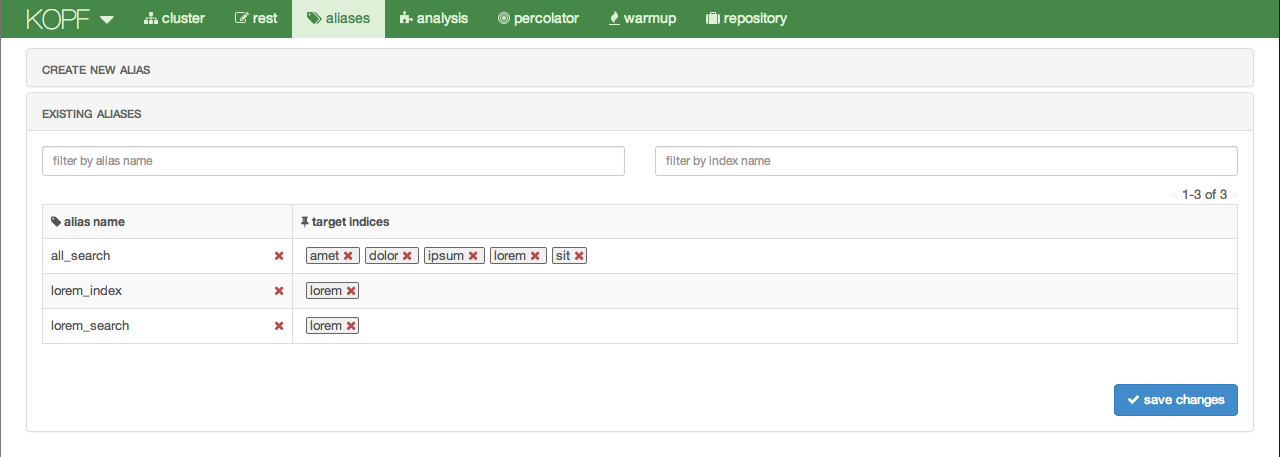 KOPF cluster rest aliases analysis percolator warmup repository
CREATE NEW ALIAS
EXISTING ALIASES
filter by alias name filter by index name
« 1-3 of 3 »
alias name target indices
all_search amet dolor ipsum lorem sit
lorem_index lorem
lorem_search lorem
save changes